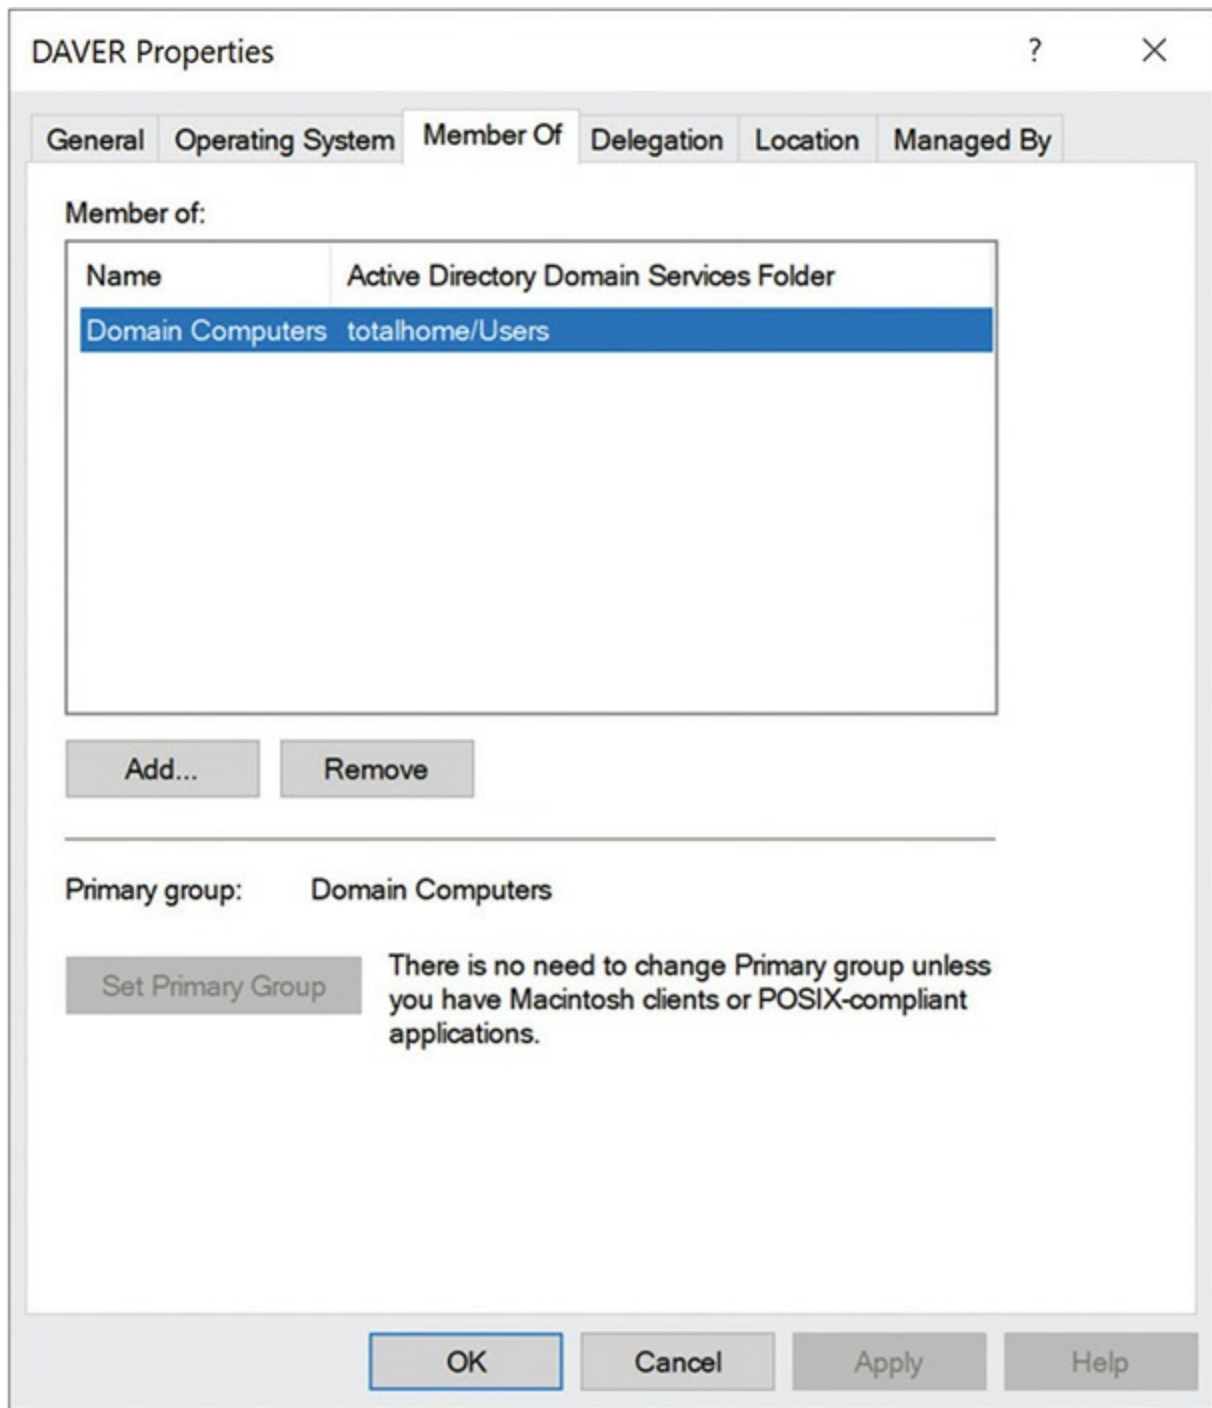 DAVER Properties ?
General Operating System Member Of Delegation Location Managed By
Member of:
Name Active Directory Domain Services Folder
Domain Computers totalhome/Users
Add... Remove
Primary group: Domain Computers
Set Primary Group
There is no need to change Primary group unless
you have Macintosh clients or POSIX-compliant
applications.
OK Cancel Apply Help